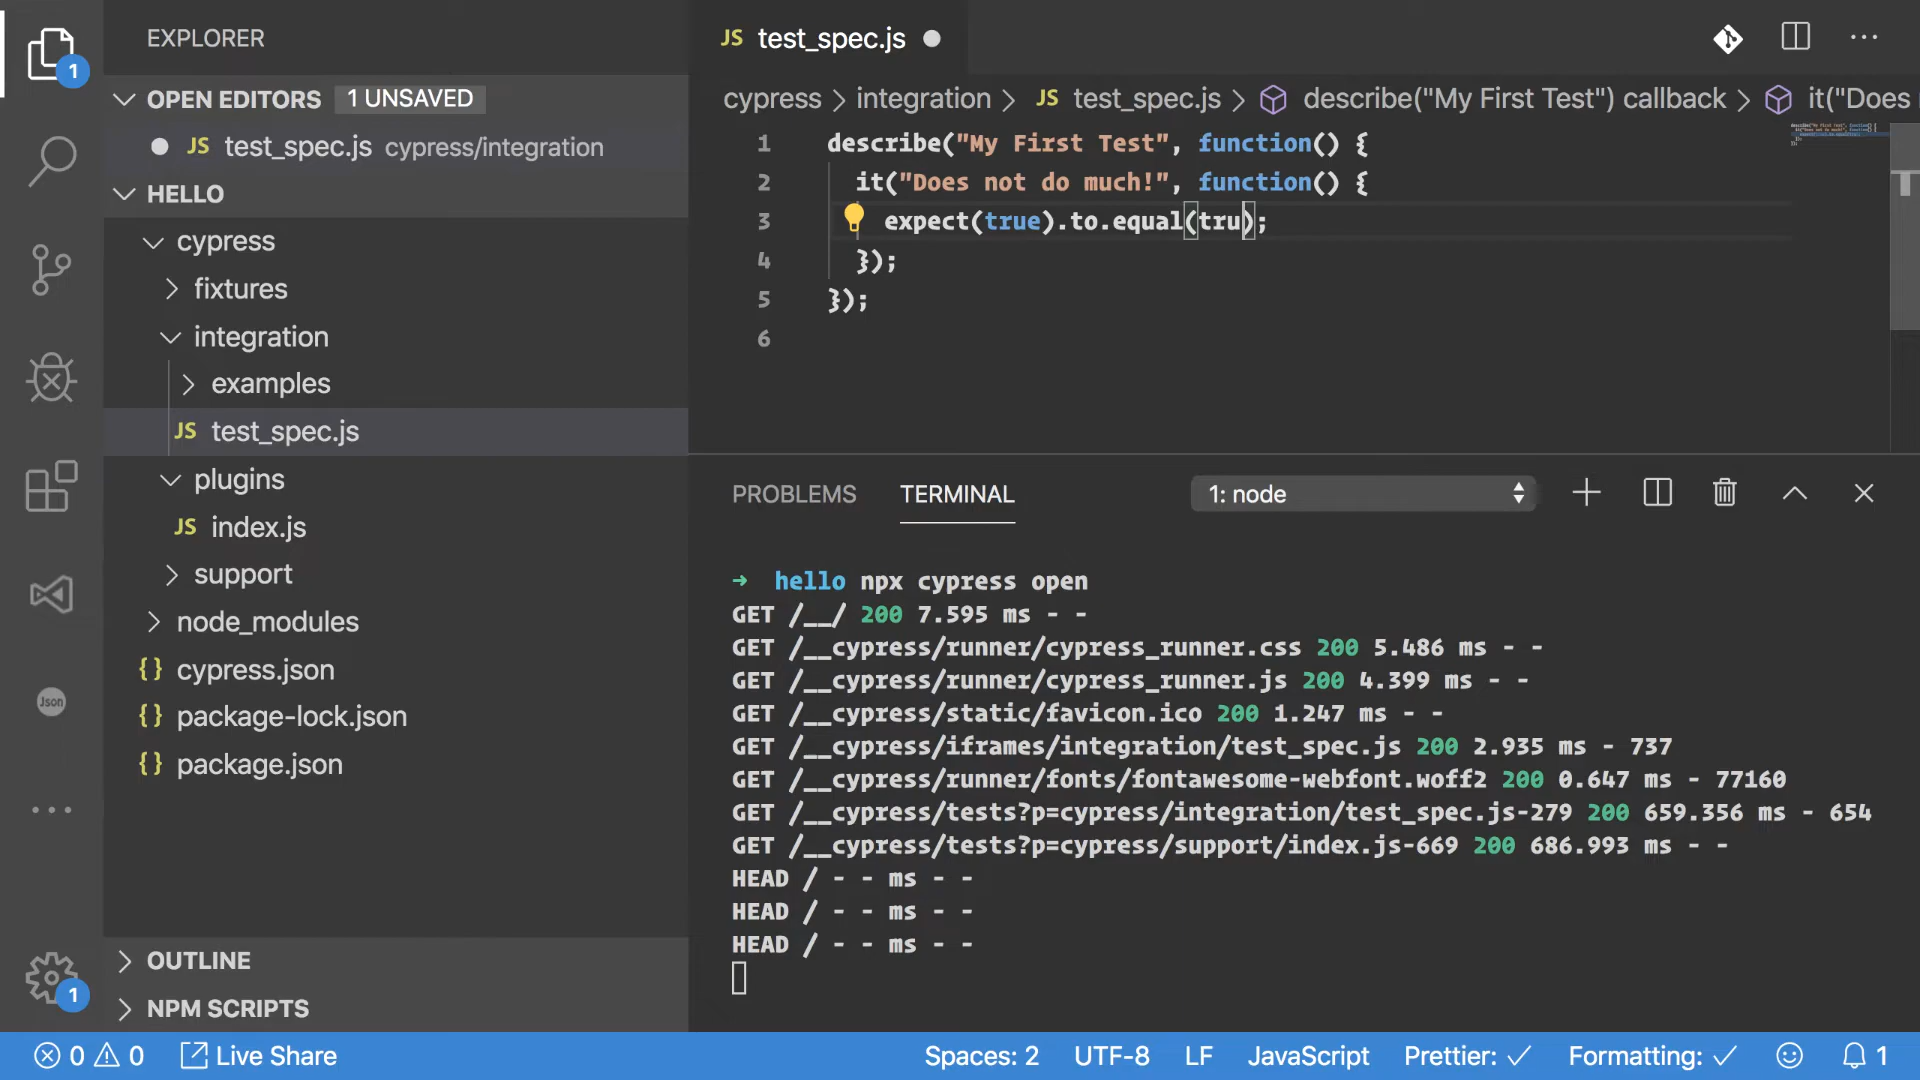 EXPLORER
OPEN EDITORS 1 UNSAVED
JS test_spec.js cypress/integration
HELLO
cypress
fixtures
integration
examples
JS test_spec.js
plugins
JS index.js
support
node_modules
{} cypress.json
{} package-lock.json
{} package.json
OUTLINE
NPM SCRIPTS
1
Json
1
JS test_spec.js
cypress > integration > JS test_spec.js > describe("My First Test") callback > it("Does
1 describe("My First Test", function() {
2 it("Does not do much!", function() {
3 expect(true).to.equal(tru);
4 });
5 });
6
PROBLEMS TERMINAL 1: node
→ hello npx cypress open
GET /__/ 200 7.595 ms - -
GET /__cypress/runner/cypress_runner.css 200 5.486 ms - -
GET /__cypress/runner/cypress_runner.js 200 4.399 ms - -
GET /__cypress/static/favicon.ico 200 1.247 ms - -
GET /__cypress/iframes/integration/test_spec.js 200 2.935 ms - 737
GET /__cypress/runner/fonts/fontawesome-webfont.woff2 200 0.647 ms - 77160
GET /__cypress/tests?p=cypress/integration/test_spec.js-279 200 659.356 ms - 654
GET /__cypress/tests?p=cypress/support/index.js-669 200 686.993 ms - -
HEAD / - - ms - -
HEAD / - - ms - -
HEAD / - - ms - -
0 0 Live Share Spaces: 2 UTF-8 LF JavaScript Prettier: ✓ Formatting: ✓ 1